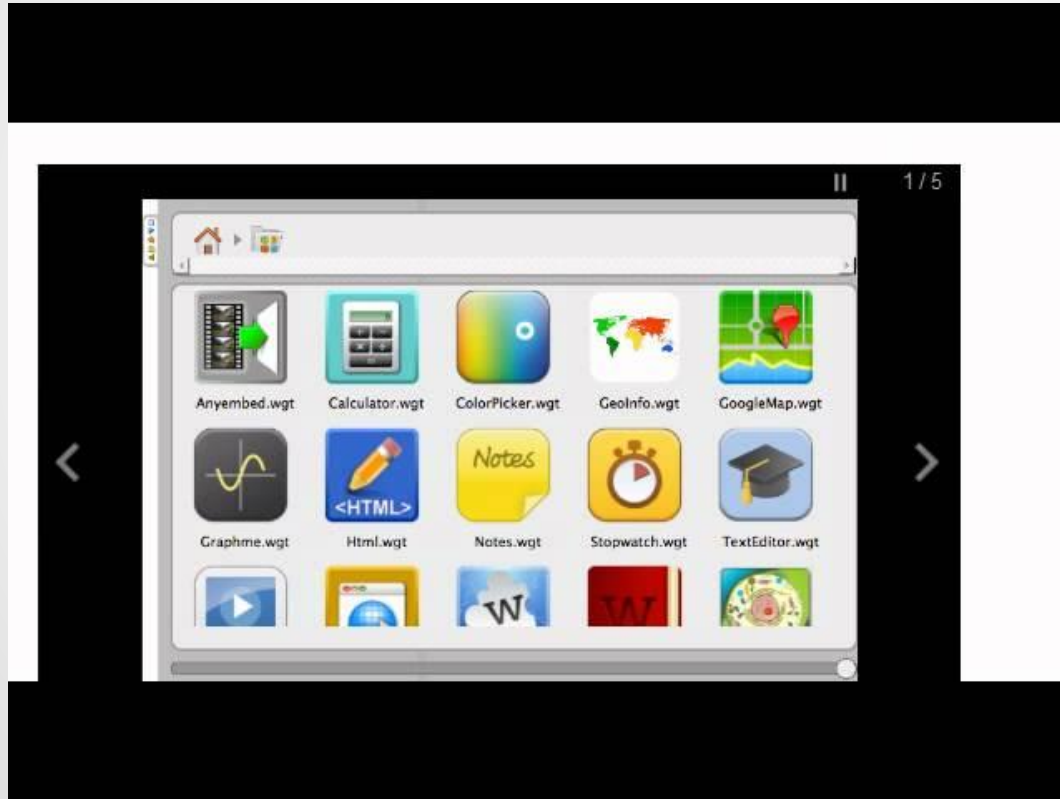 1 / 5
Anyembed.wgt
Calculator.wgt
ColorPicker.wgt
GeoInfo.wgt
GoogleMap.wgt
<HTML>
Notes
Graphme.wgt
Html.wgt
Notes.wgt
Stopwatch.wgt
TextEditor.wgt
W
W